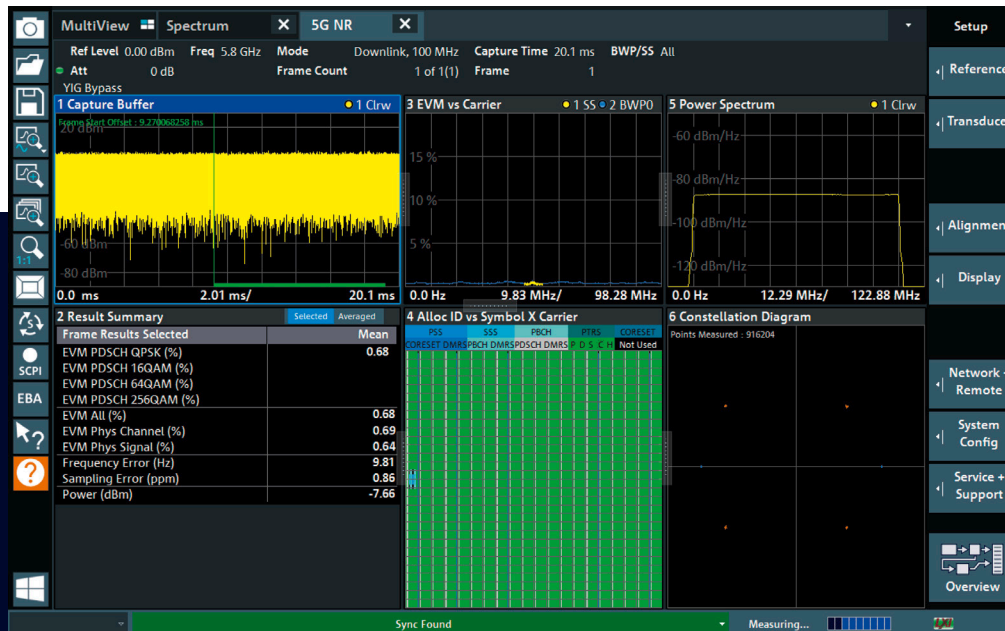 MultiView Spectrum 5G NR Setup
Ref Level 0.00 dBm Freq 5.8 GHz Mode Downlink, 100 MHz Capture Time 20.1 ms BWP/SS All
Att 0 dB Frame Count 1 of 1(1) Frame 1
YIG Bypass
1 Capture Buffer 1 Clrw
Frame Start Offset : 9.270068258 ms
20 dBm
-60 dBm
-80 dBm
0.0 ms 2.01 ms/ 20.1 ms
3 EVM vs Carrier 1 SS 2 BWP0
15 %
10 %
5 %
0.0 Hz 9.83 MHz/ 98.28 MHz
5 Power Spectrum 1 Clrw
-60 dBm/Hz
-80 dBm/Hz
-100 dBm/Hz
-120 dBm/Hz
0.0 Hz 12.29 MHz/ 122.88 MHz
2 Result Summary Selected Averaged
Frame Results Selected Mean
EVM PDSCH QPSK (%) 0.68
EVM PDSCH 16QAM (%)
EVM PDSCH 64QAM (%)
EVM PDSCH 256QAM (%)
EVM All (%) 0.68
EVM Phys Channel (%) 0.69
EVM Phys Signal (%) 0.64
Frequency Error (Hz) 9.81
Sampling Error (ppm) 0.86
Power (dBm) -7.66
4 Alloc ID vs Symbol X Carrier
PSS SSS PBCH PTRS CORESET
CORESET DMRS PBCH DMRS PDSCH DMRS P D S C H Not Used
6 Constellation Diagram
Points Measured : 916204
Reference
Transduce
Alignmen
Display
Network +
Remote
System
Config
Service +
Support
Overview
1:1
S
SCPI
EBA
?
?
Sync Found Measuring...